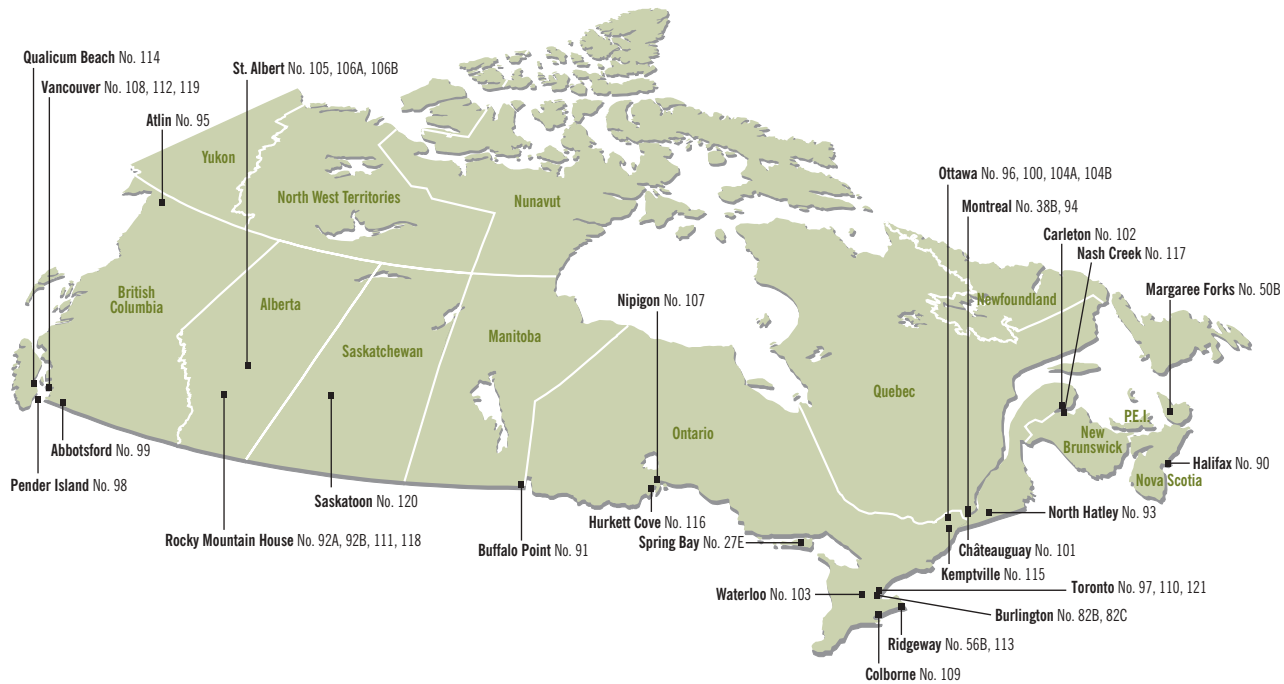 Qualicum Beach No. 114
Vancouver No. 108, 112, 119
Atlin No. 95
St. Albert No. 105, 106A, 106B
Yukon
North West Territories
Nunavut
British
Columbia
Alberta
Saskatchewan
Manitoba
Nipigon No. 107
Ontario
Quebec
Newfoundland
Ottawa No. 96, 100, 104A, 104B
Montreal No. 38B, 94
Carleton No. 102
Nash Creek No. 117
Margaree Forks No. 50B
P.E.I.
New
Brunswick
Nova Scotia
Halifax No. 90
Abbotsford No. 99
Pender Island No. 98
Saskatoon No. 120
Rocky Mountain House No. 92A, 92B, 111, 118
Buffalo Point No. 91
Hurkett Cove No. 116
Spring Bay No. 27E
North Hatley No. 93
Châteauguay No. 101
Kemptville No. 115
Waterloo No. 103
Toronto No. 97, 110, 121
Burlington No. 82B, 82C
Ridgeway No. 56B, 113
Colborne No. 109